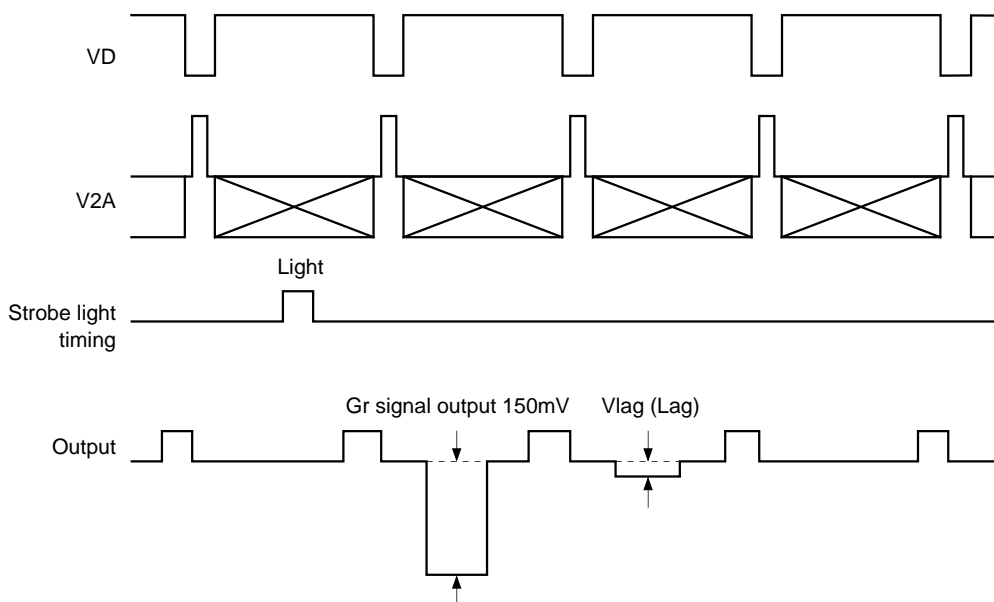 VD
V2A
Light
Strobe light
timing
Gr signal output 150mV
Vlag (Lag)
Output